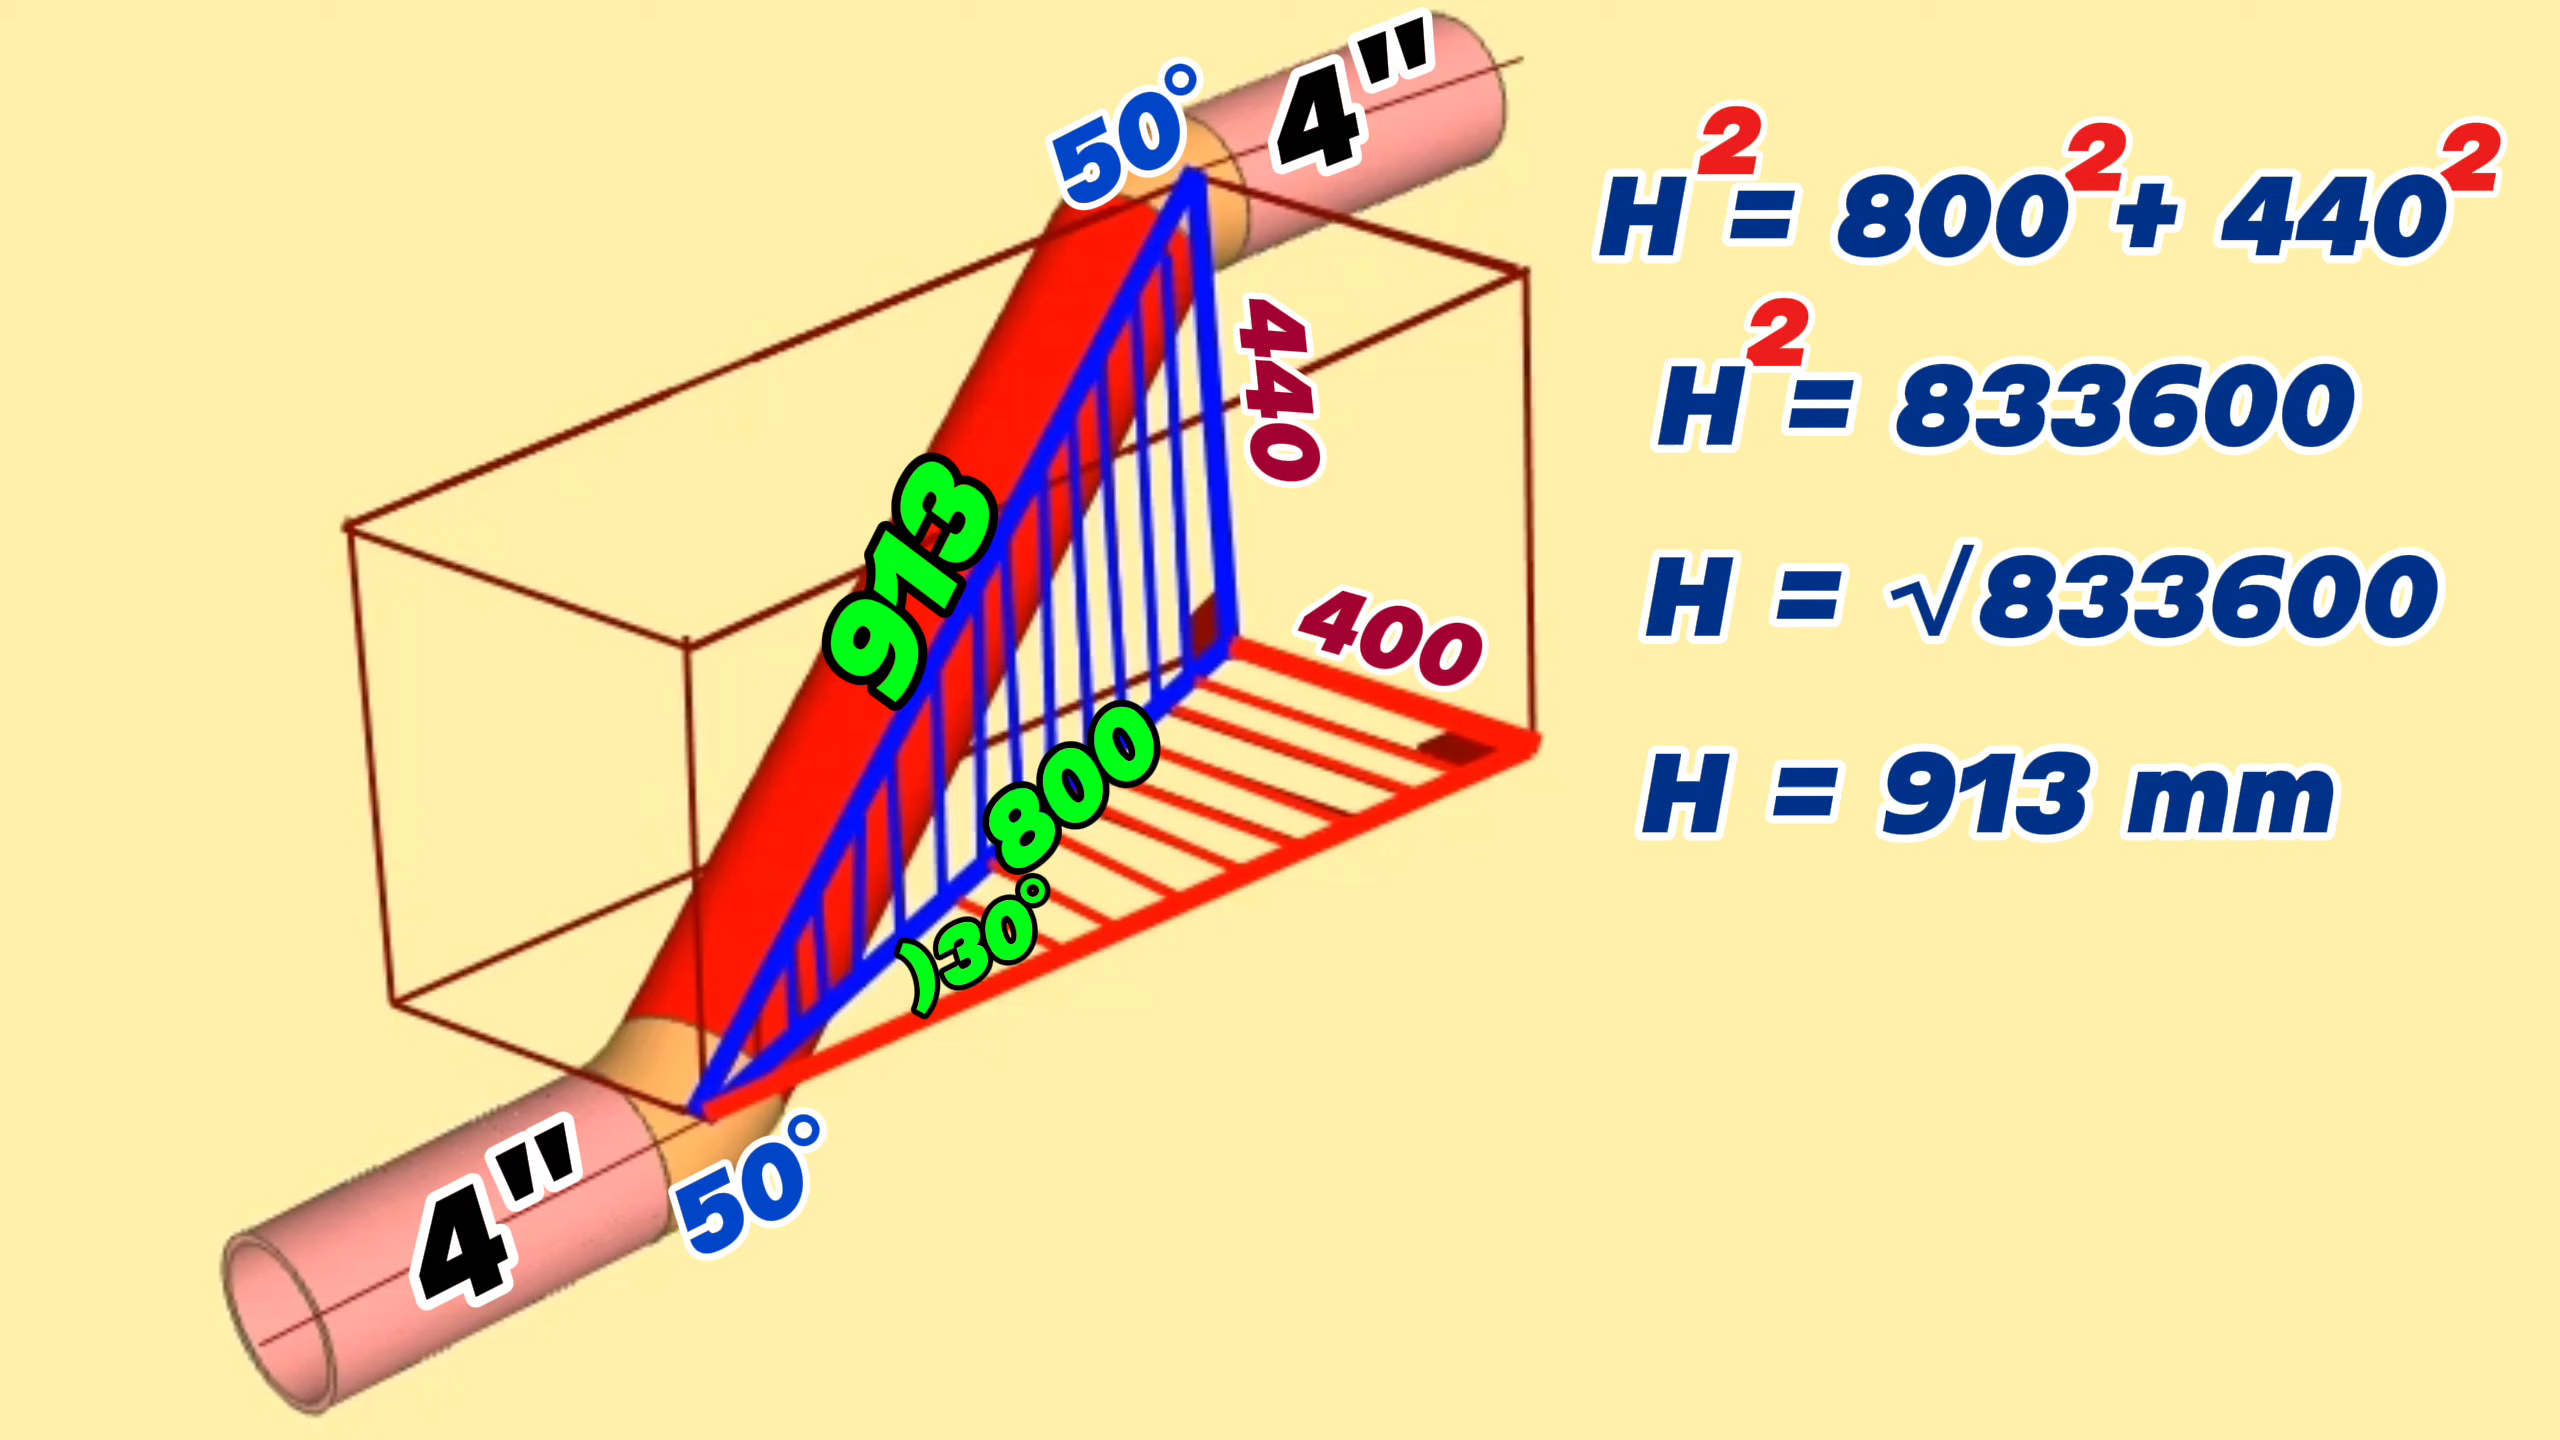 50°
4"
H²= 800²+ 440²
440
H²= 833600
913
400
H = √833600
800
H = 913 mm
)30°
50°
4"